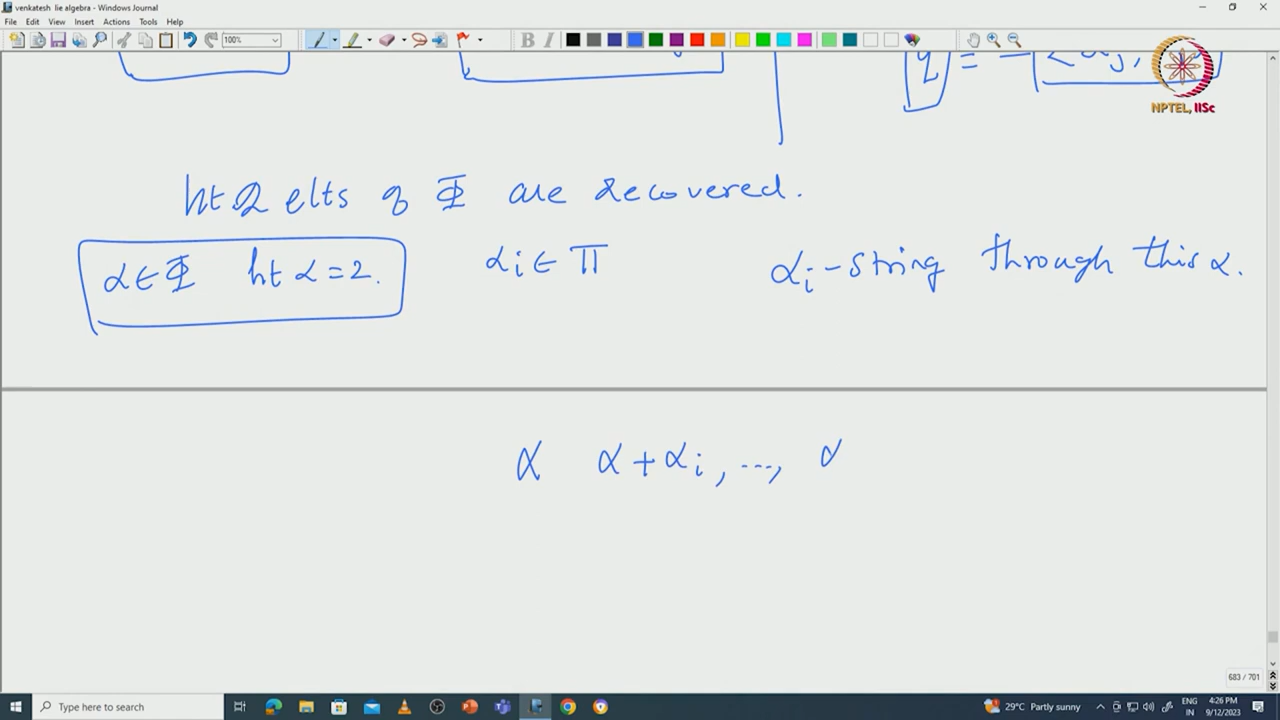 venkatesh lie algebra - Windows Journal
File Edit View Insert Actions Tools Help
100%
B I
q = - <αj,
NPTEL, IISc
ht 2 elts of Φ are recovered.
α ∈ Φ ht α = 2. αi ∈ Π αi-string through this α.
α α + αi, ..., α
683 / 701
Type here to search
29°C Partly sunny
ENG
IN
4:26 PM
9/12/2023